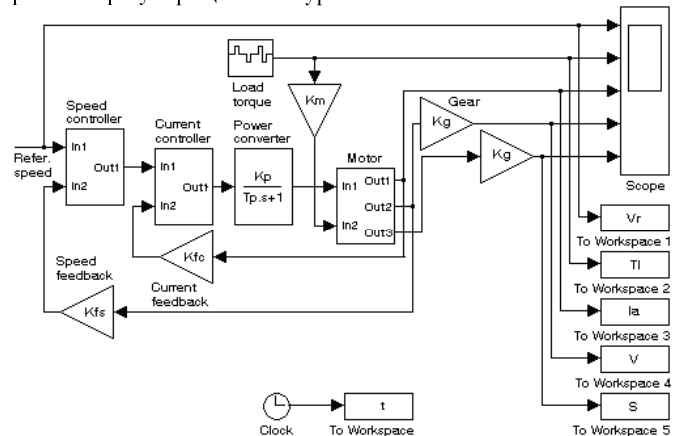 Load
torque
Km
Gear
Kg
Kg
Scope
Speed
controller
Current
controller
Power
converter
Motor
Refer.
speed
In1
In2
Out1
In1
In2
Out1
Kp
Tp.s+1
In1
In2
Out1
Out2
Out3
Kfc
Current
feedback
Speed
feedback
Kfs
Vr
To Workspace 1
Tl
To Workspace 2
Ia
To Workspace 3
V
To Workspace 4
S
To Workspace 5
Clock
t
To Workspace